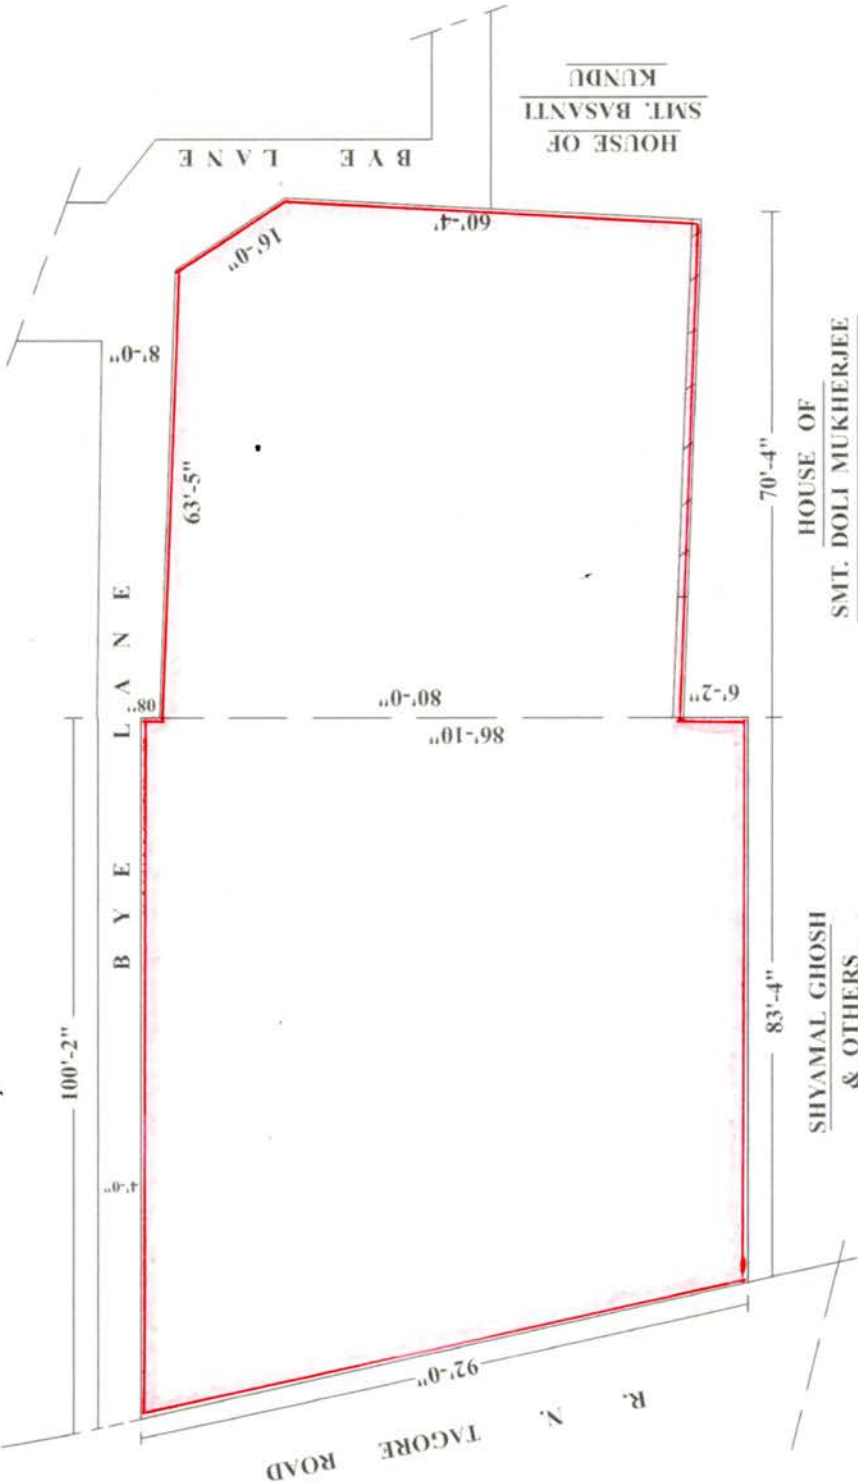 HOUSE OF
SMT. BASANTI
KUNDU
BYE LANE
16'-0"
60'-4'
8'-0"
63'-5"
BYE LANE
08"
80'-0"
86'-10"
6'-2"
70'-4"
HOUSE OF
SMT. DOLI MUKHERJEE
100'-2"
4'-0"
83'-4"
SHYAMAL GHOSH
& OTHERS
92'-0"
R. N. TAGORE ROAD